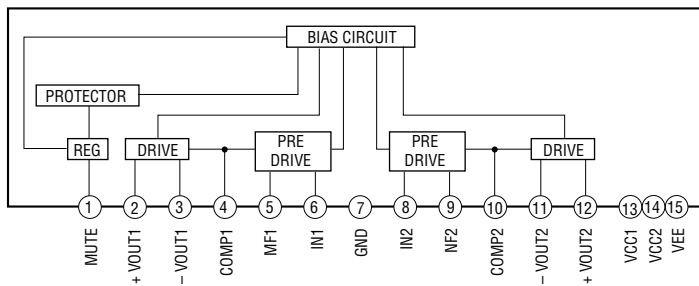 BIAS CIRCUIT
PROTECTOR
REG
DRIVE
PRE
DRIVE
PRE
DRIVE
DRIVE
1
2
3
4
5
6
7
8
9
10
11
12
13
14
15
MUTE
+ VOUT1
– VOUT1
COMP1
MF1
IN1
GND
IN2
NF2
COMP2
– VOUT2
+ VOUT2
VCC1
VCC2
VEE